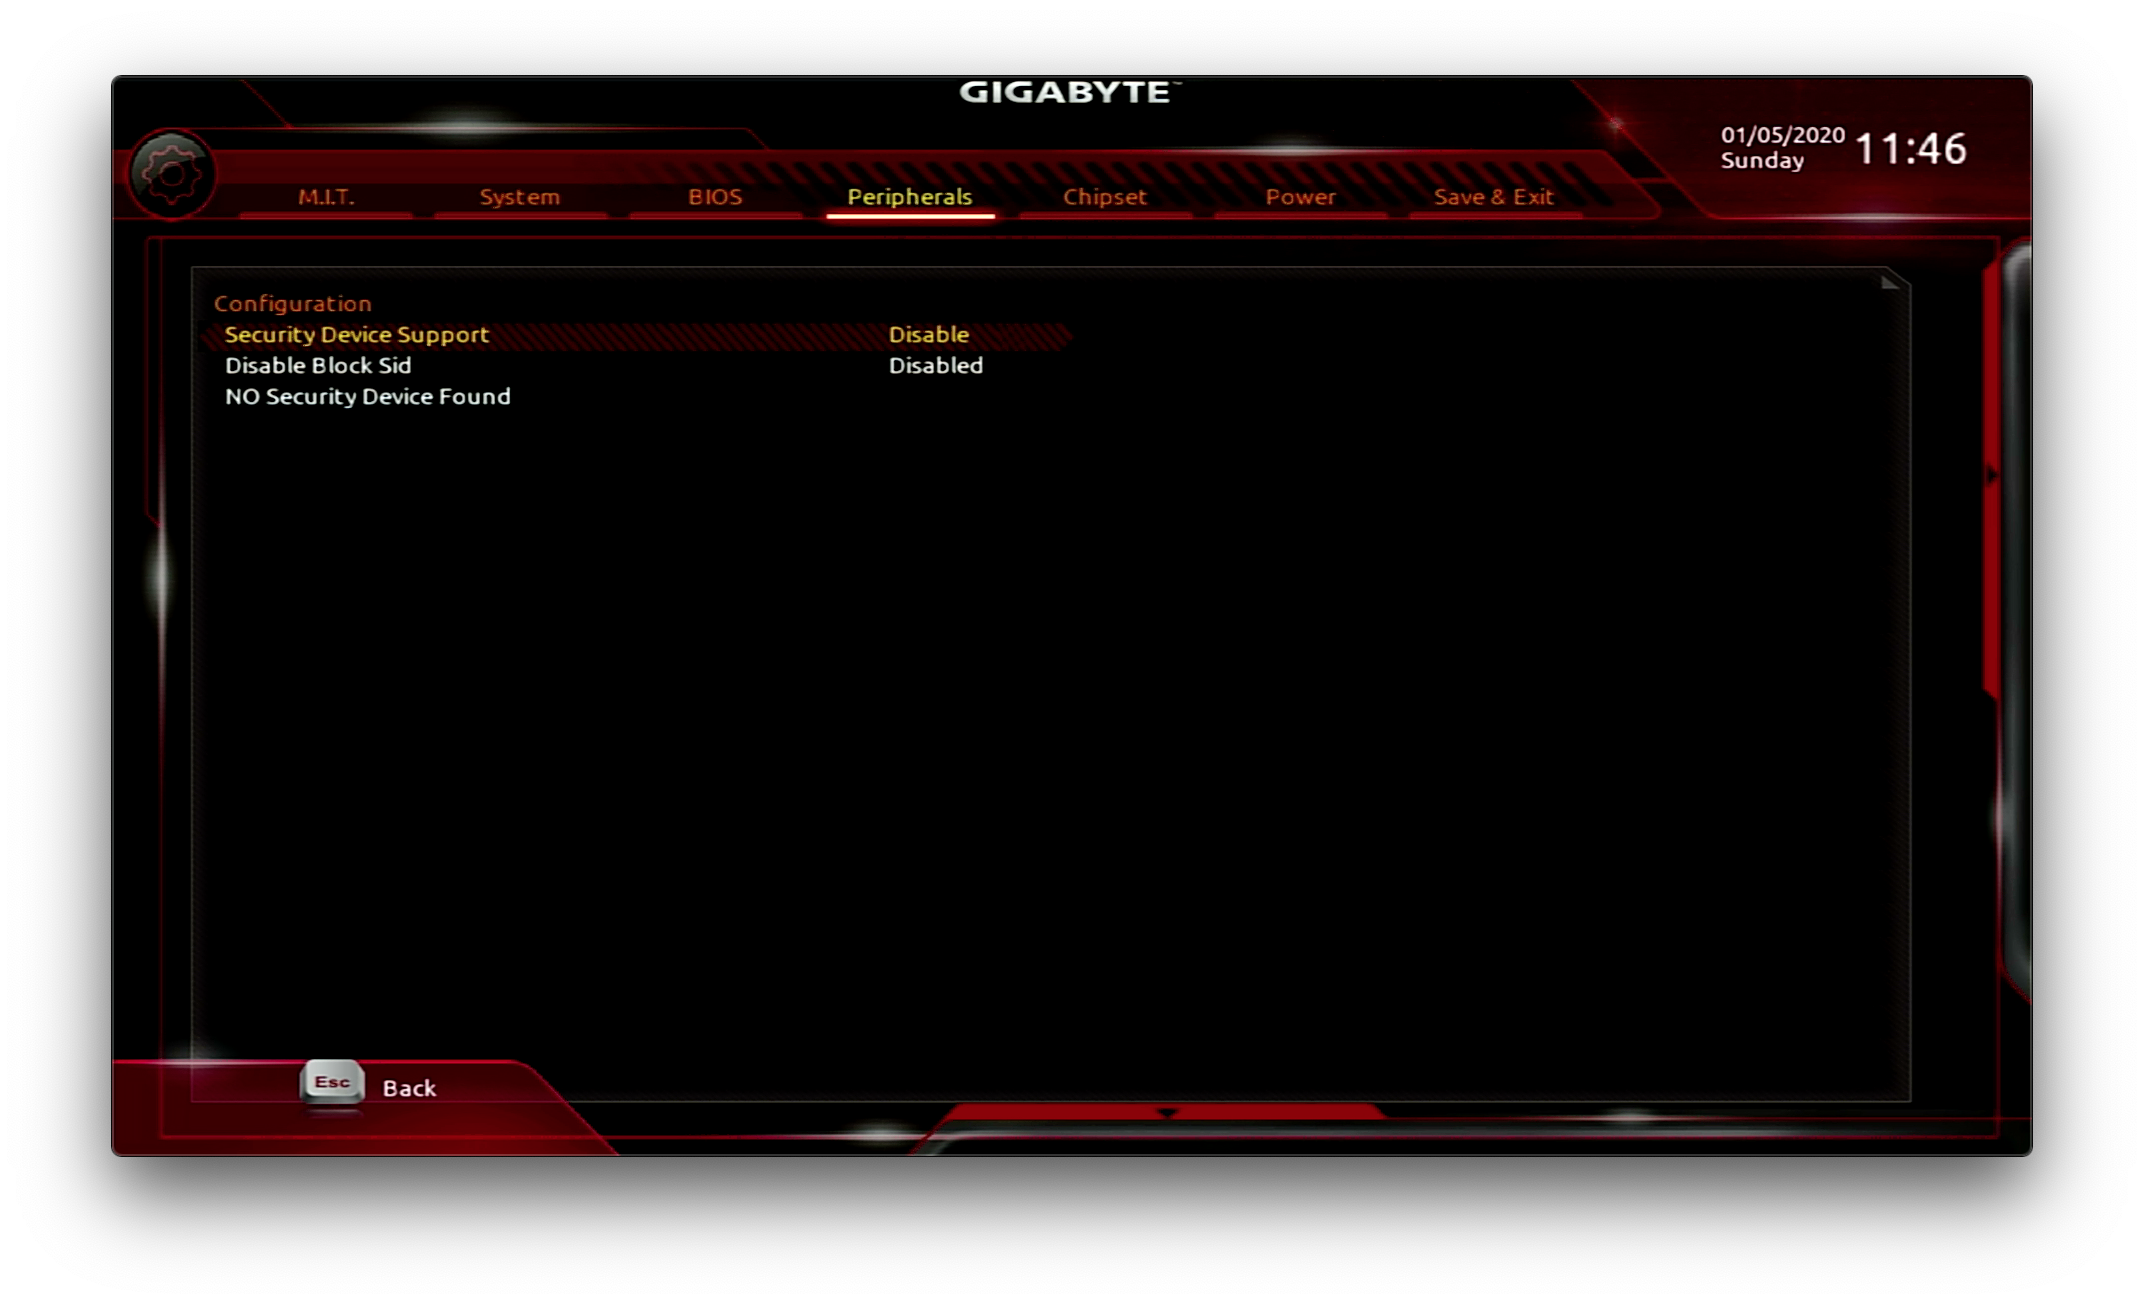 GIGABYTE™
01/05/2020
Sunday
11:46
M.I.T. System BIOS Peripherals Chipset Power Save & Exit
Configuration
Security Device Support Disable
Disable Block Sid Disabled
NO Security Device Found
Esc Back